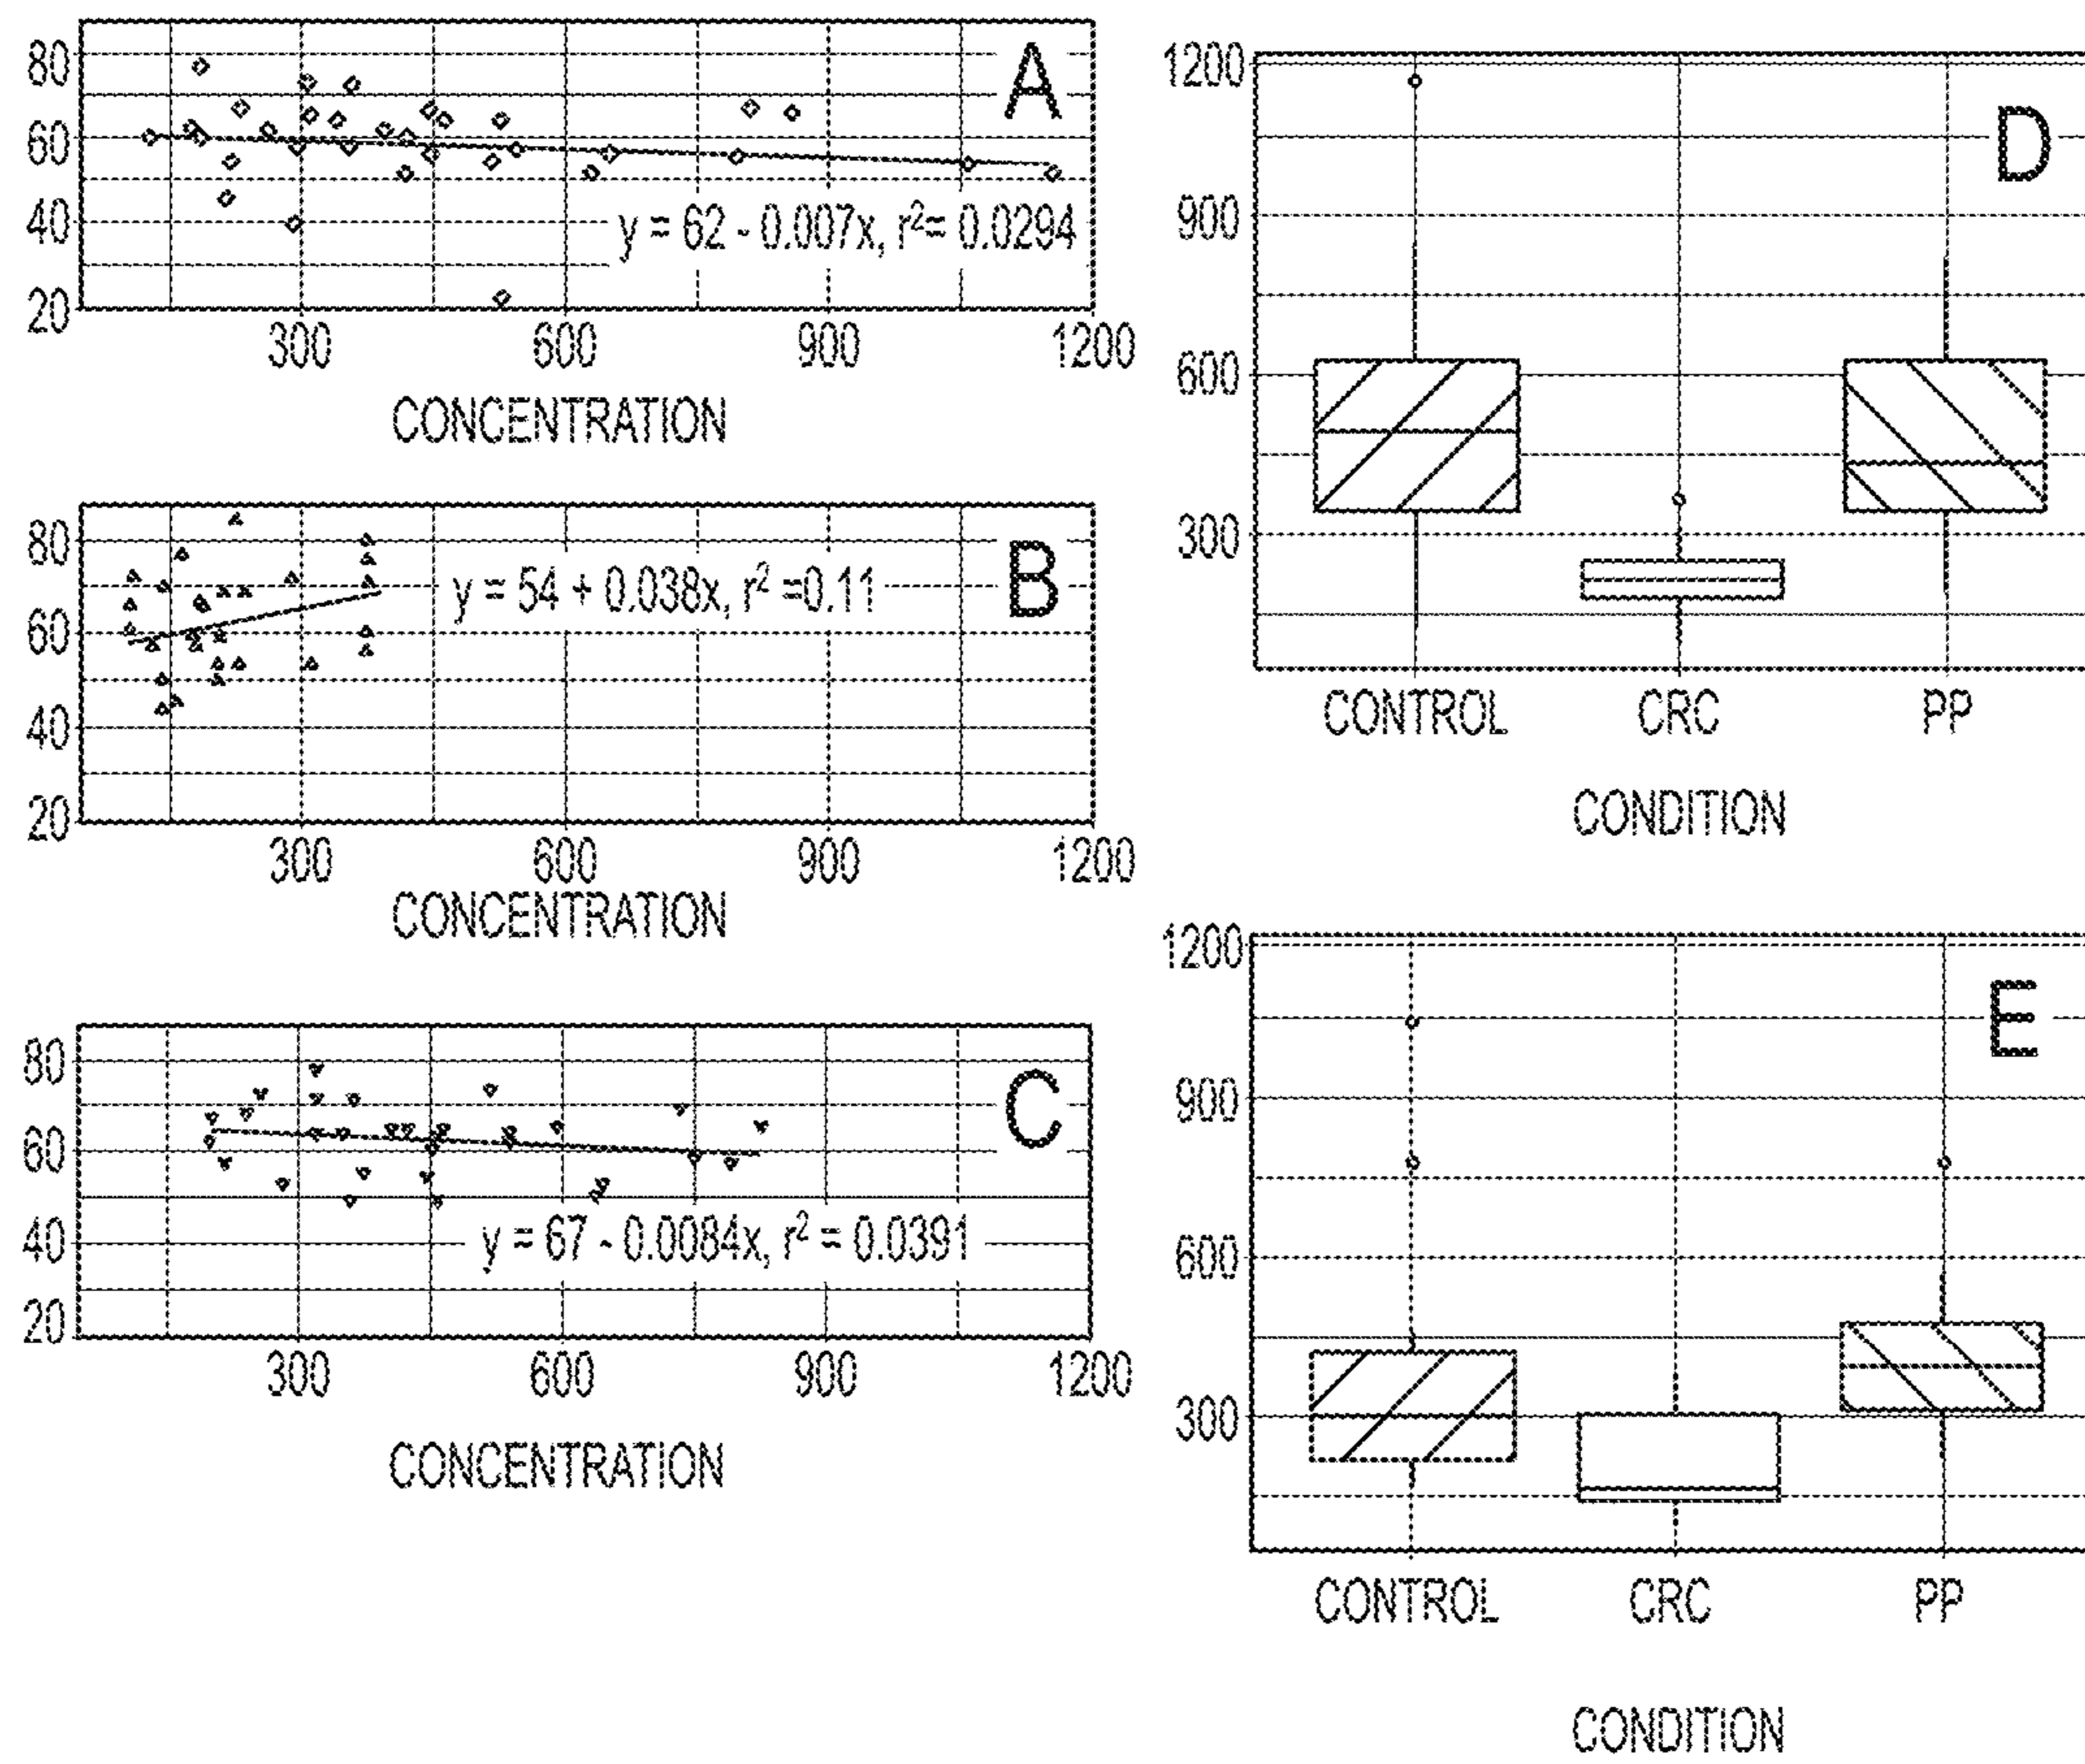 A
80
60
40
20
y = 62 - 0.007x, r²= 0.0294
300 600 900 1200
CONCENTRATION
B
80
60
40
20
y = 54 + 0.038x, r² =0.11
300 600 900 1200
CONCENTRATION
C
80
60
40
20
y = 67 - 0.0084x, r² = 0.0391
300 600 900 1200
CONCENTRATION
D
1200
900
600
300
CONTROL CRC PP
CONDITION
E
1200
900
600
300
CONTROL CRC PP
CONDITION